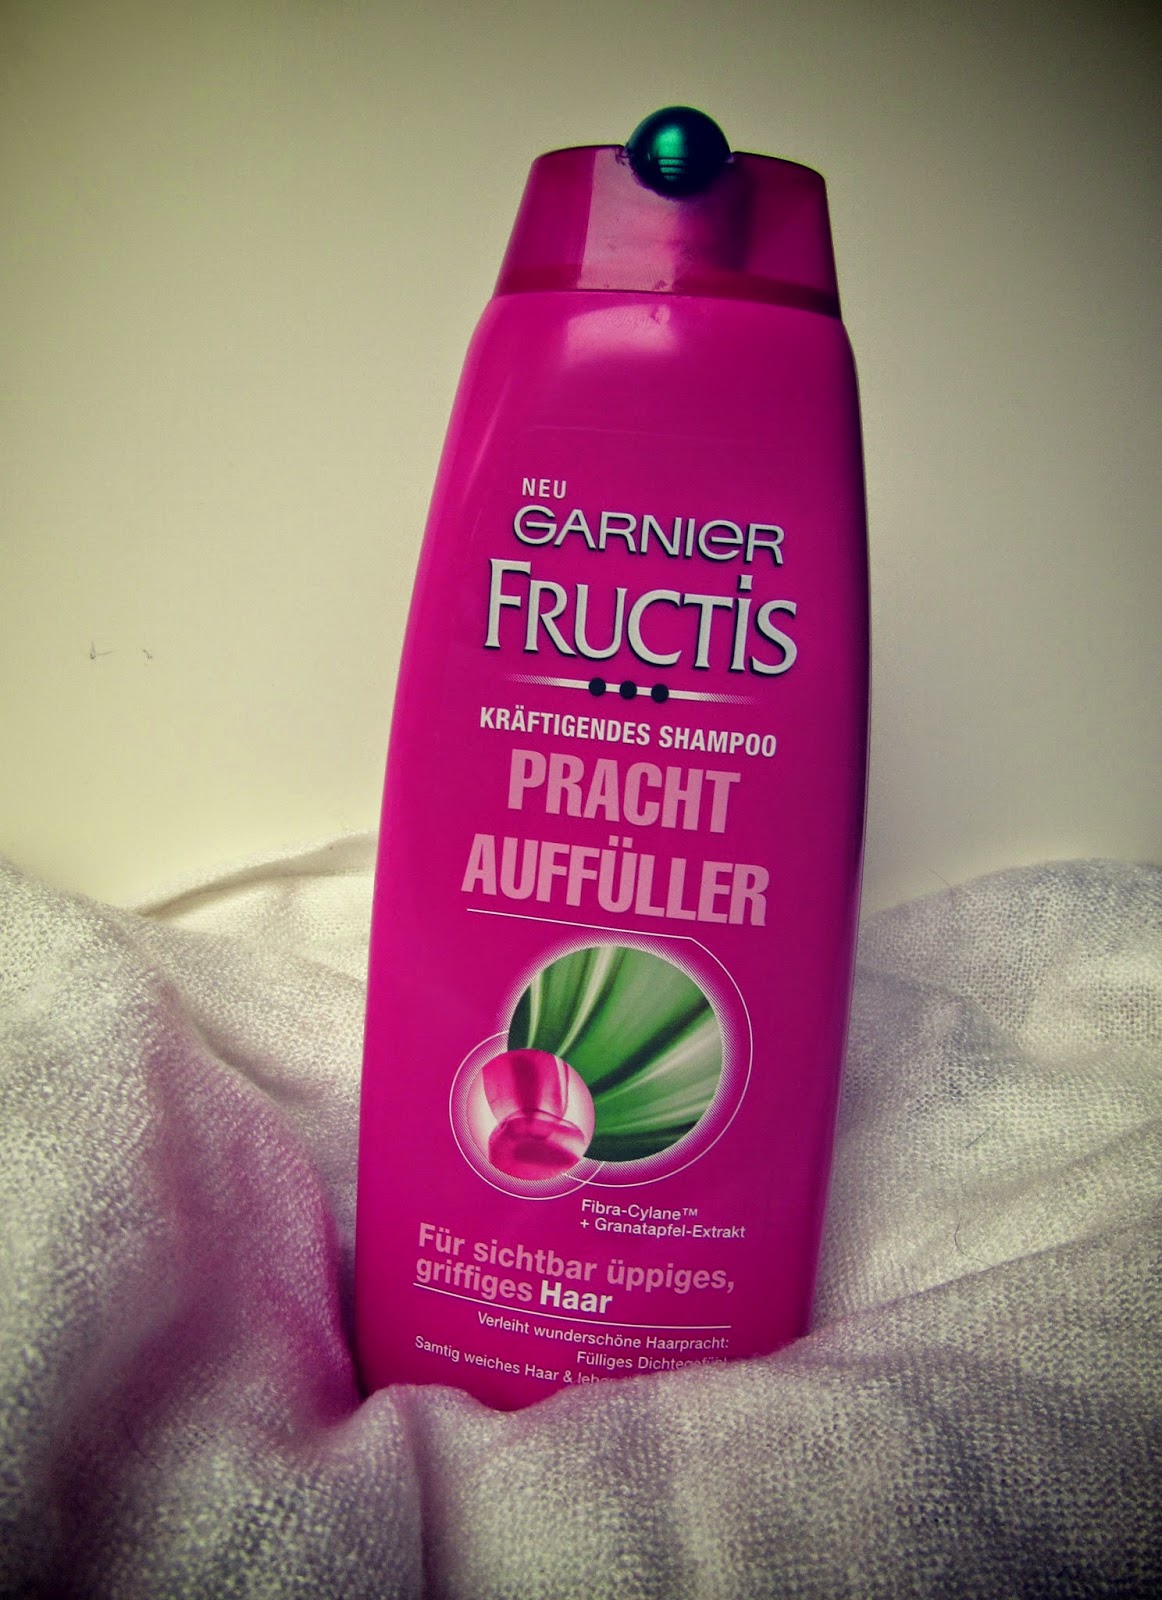 NEU
GARNIER
FRUCTiS
KRÄFTIGENDES SHAMPOO
PRACHT
AUFFÜLLER
Fibra-Cylane™
+ Granatapfel-Extrakt
Für sichtbar üppiges,
griffiges Haar
Verleiht wunderschöne Haarpracht:
Fülliges Dichtegefühl
Samtig weiches Haar &